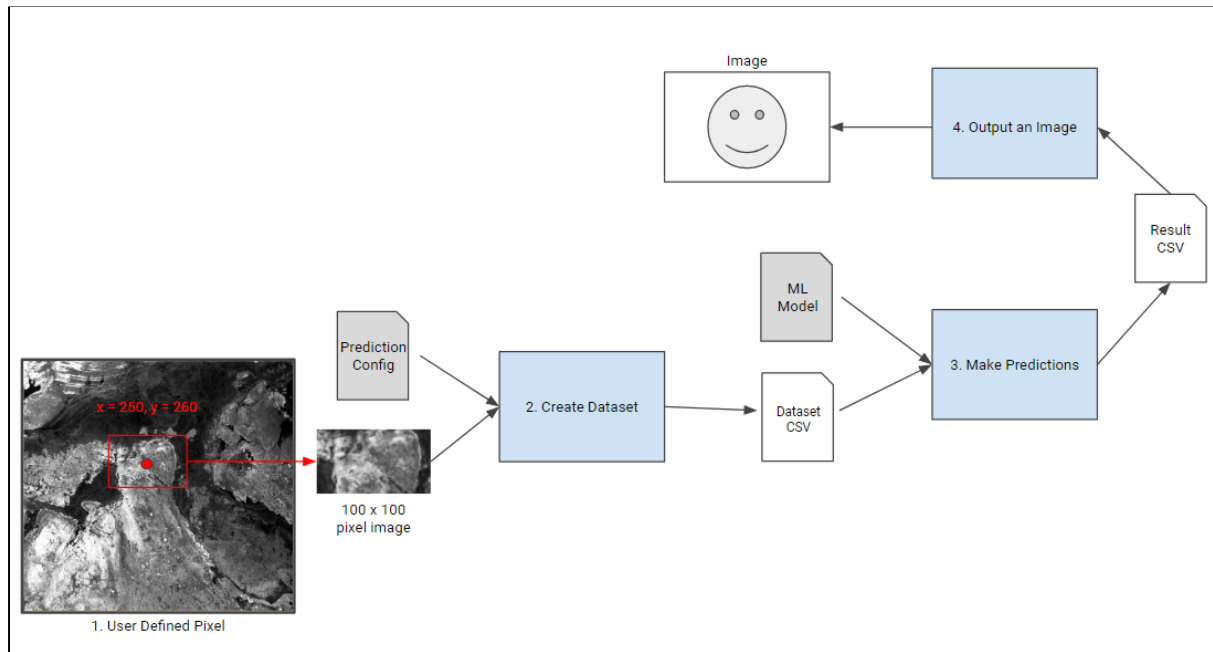 Image
4. Output an Image
Result
CSV
ML
Model
Prediction
Config
3. Make Predictions
x = 250, y = 260
2. Create Dataset
Dataset
CSV
100 x 100
pixel image
1. User Defined Pixel